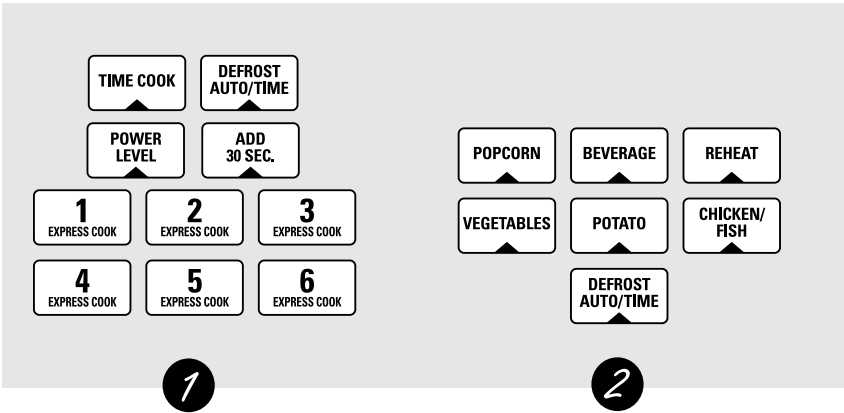 TIME COOK
DEFROST
AUTO/TIME
POWER
LEVEL
ADD
30 SEC.
1
EXPRESS COOK
2
EXPRESS COOK
3
EXPRESS COOK
4
EXPRESS COOK
5
EXPRESS COOK
6
EXPRESS COOK
1
POPCORN
BEVERAGE
REHEAT
VEGETABLES
POTATO
CHICKEN/
FISH
DEFROST
AUTO/TIME
2